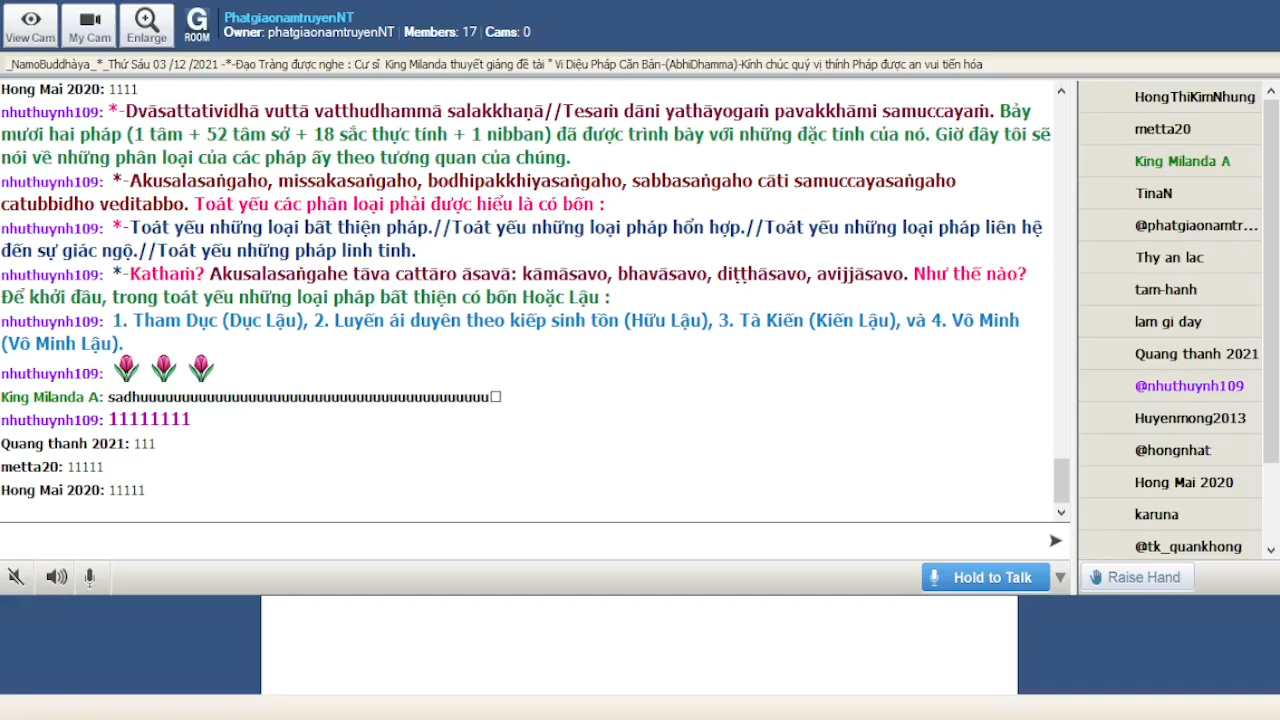 PhatgiaonamtruyenNT
Owner: phatgiaonamtruyenNT | Members: 17 | Cams: 0
View Cam
My Cam
Enlarge
G
ROOM
_NamoBuddhàya_*_Thứ Sáu 03 /12 /2021 -*-Đạo Tràng được nghe : Cư sĩ King Milanda thuyết giảng đề tài " Vi Diệu Pháp Căn Bản-(AbhiDhamma)-Kính chúc quý vị thính Pháp được an vui tiến hóa
Hong Mai 2020: 1111
nhuthuynh109: *-Dvāsattatividhā vuttā vatthudhammā salakkhaṇā//Tesaṁ dāni yathāyogaṁ pavakkhāmi samuccayaṁ. Bảy
mươi hai pháp (1 tâm + 52 tâm sở + 18 sắc thực tính + 1 nibban) đã được trình bày với những đặc tính của nó. Giờ đây tôi sẽ
nói về những phân loại của các pháp ấy theo tương quan của chúng.
nhuthuynh109: *-Akusalasaṅgaho, missakasaṅgaho, bodhipakkhiyasaṅgaho, sabbasaṅgaho cāti samuccayasaṅgaho
catubbidho veditabbo. Toát yếu các phân loại phải được hiểu là có bốn :
nhuthuynh109: *-Toát yếu những loại bất thiện pháp.//Toát yếu những loại pháp hổn hợp.//Toát yếu những loại pháp liên hệ
đến sự giác ngộ.//Toát yếu những pháp linh tinh.
nhuthuynh109: *-Kathaṁ? Akusalasaṅgahe tāva cattāro āsavā: kāmāsavo, bhavāsavo, diṭṭhāsavo, avijjāsavo. Như thế nào?
Để khởi đầu, trong toát yếu những loại pháp bất thiện có bốn Hoặc Lậu :
nhuthuynh109: 1. Tham Dục (Dục Lậu), 2. Luyến ái duyên theo kiếp sinh tồn (Hữu Lậu), 3. Tà Kiến (Kiến Lậu), và 4. Vô Minh
(Vô Minh Lậu).
nhuthuynh109:
King Milanda A: sadhuuuuuuuuuuuuuuuuuuuuuuuuuuuuuuuuuuuuuuuuu
nhuthuynh109: 11111111
Quang thanh 2021: 111
metta20: 11111
Hong Mai 2020: 11111
HongThiKimNhung
metta20
King Milanda A
TinaN
@phatgiaonamtr...
Thy an lac
tam-hanh
lam gi day
Quang thanh 2021
@nhuthuynh109
Huyenmong2013
@hongnhat
Hong Mai 2020
karuna
@tk_quankhong
Hold to Talk
Raise Hand